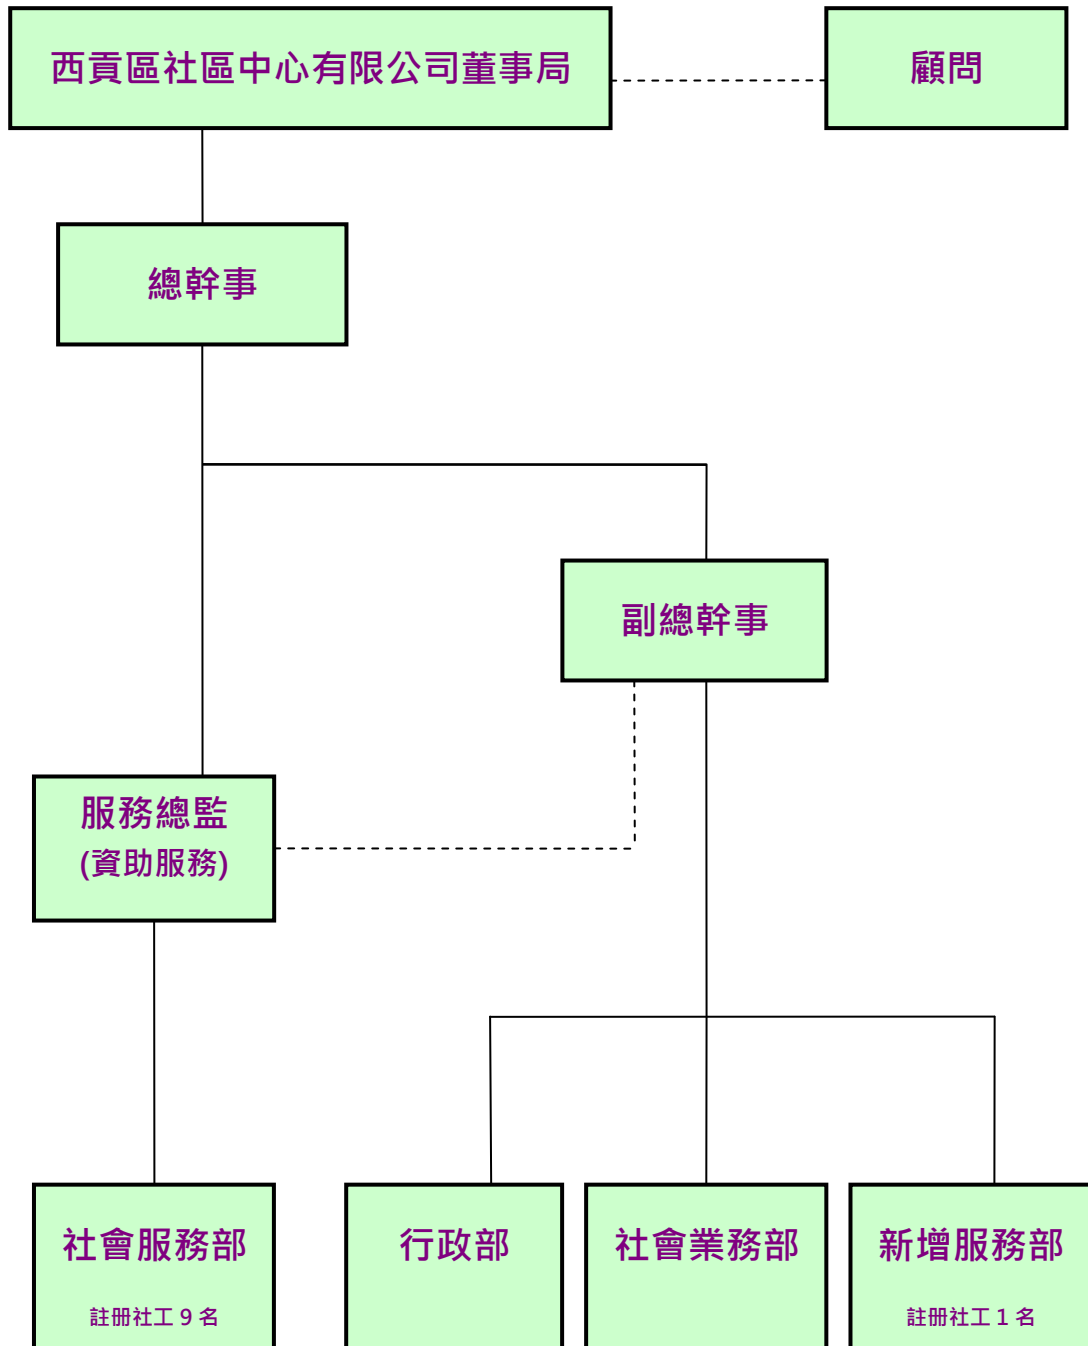 西貢區社區中心有限公司董事局
顧問
總幹事
副總幹事
服務總監
(資助服務)
社會服務部
註冊社工 9 名
行政部
社會業務部
新增服務部
註冊社工 1 名